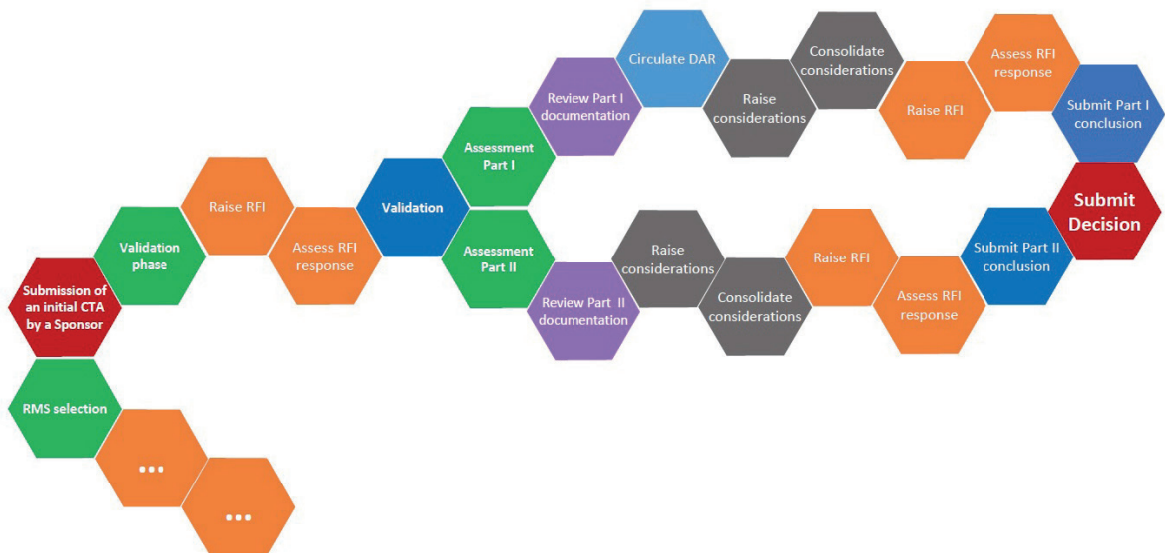 Submission of
an initial CTA
by a Sponsor
Validation
phase
Raise RFI
Assess RFI
response
Validation
Assessment
Part I
Review Part I
documentation
Circulate DAR
Raise
considerations
Consolidate
considerations
Raise RFI
Assess RFI
response
Submit Part I
conclusion
Submit
Decision
Assessment
Part II
Review Part II
documentation
Raise
considerations
Consolidate
considerations
Raise RFI
Assess RFI
response
Submit Part II
conclusion
RMS selection
...
...